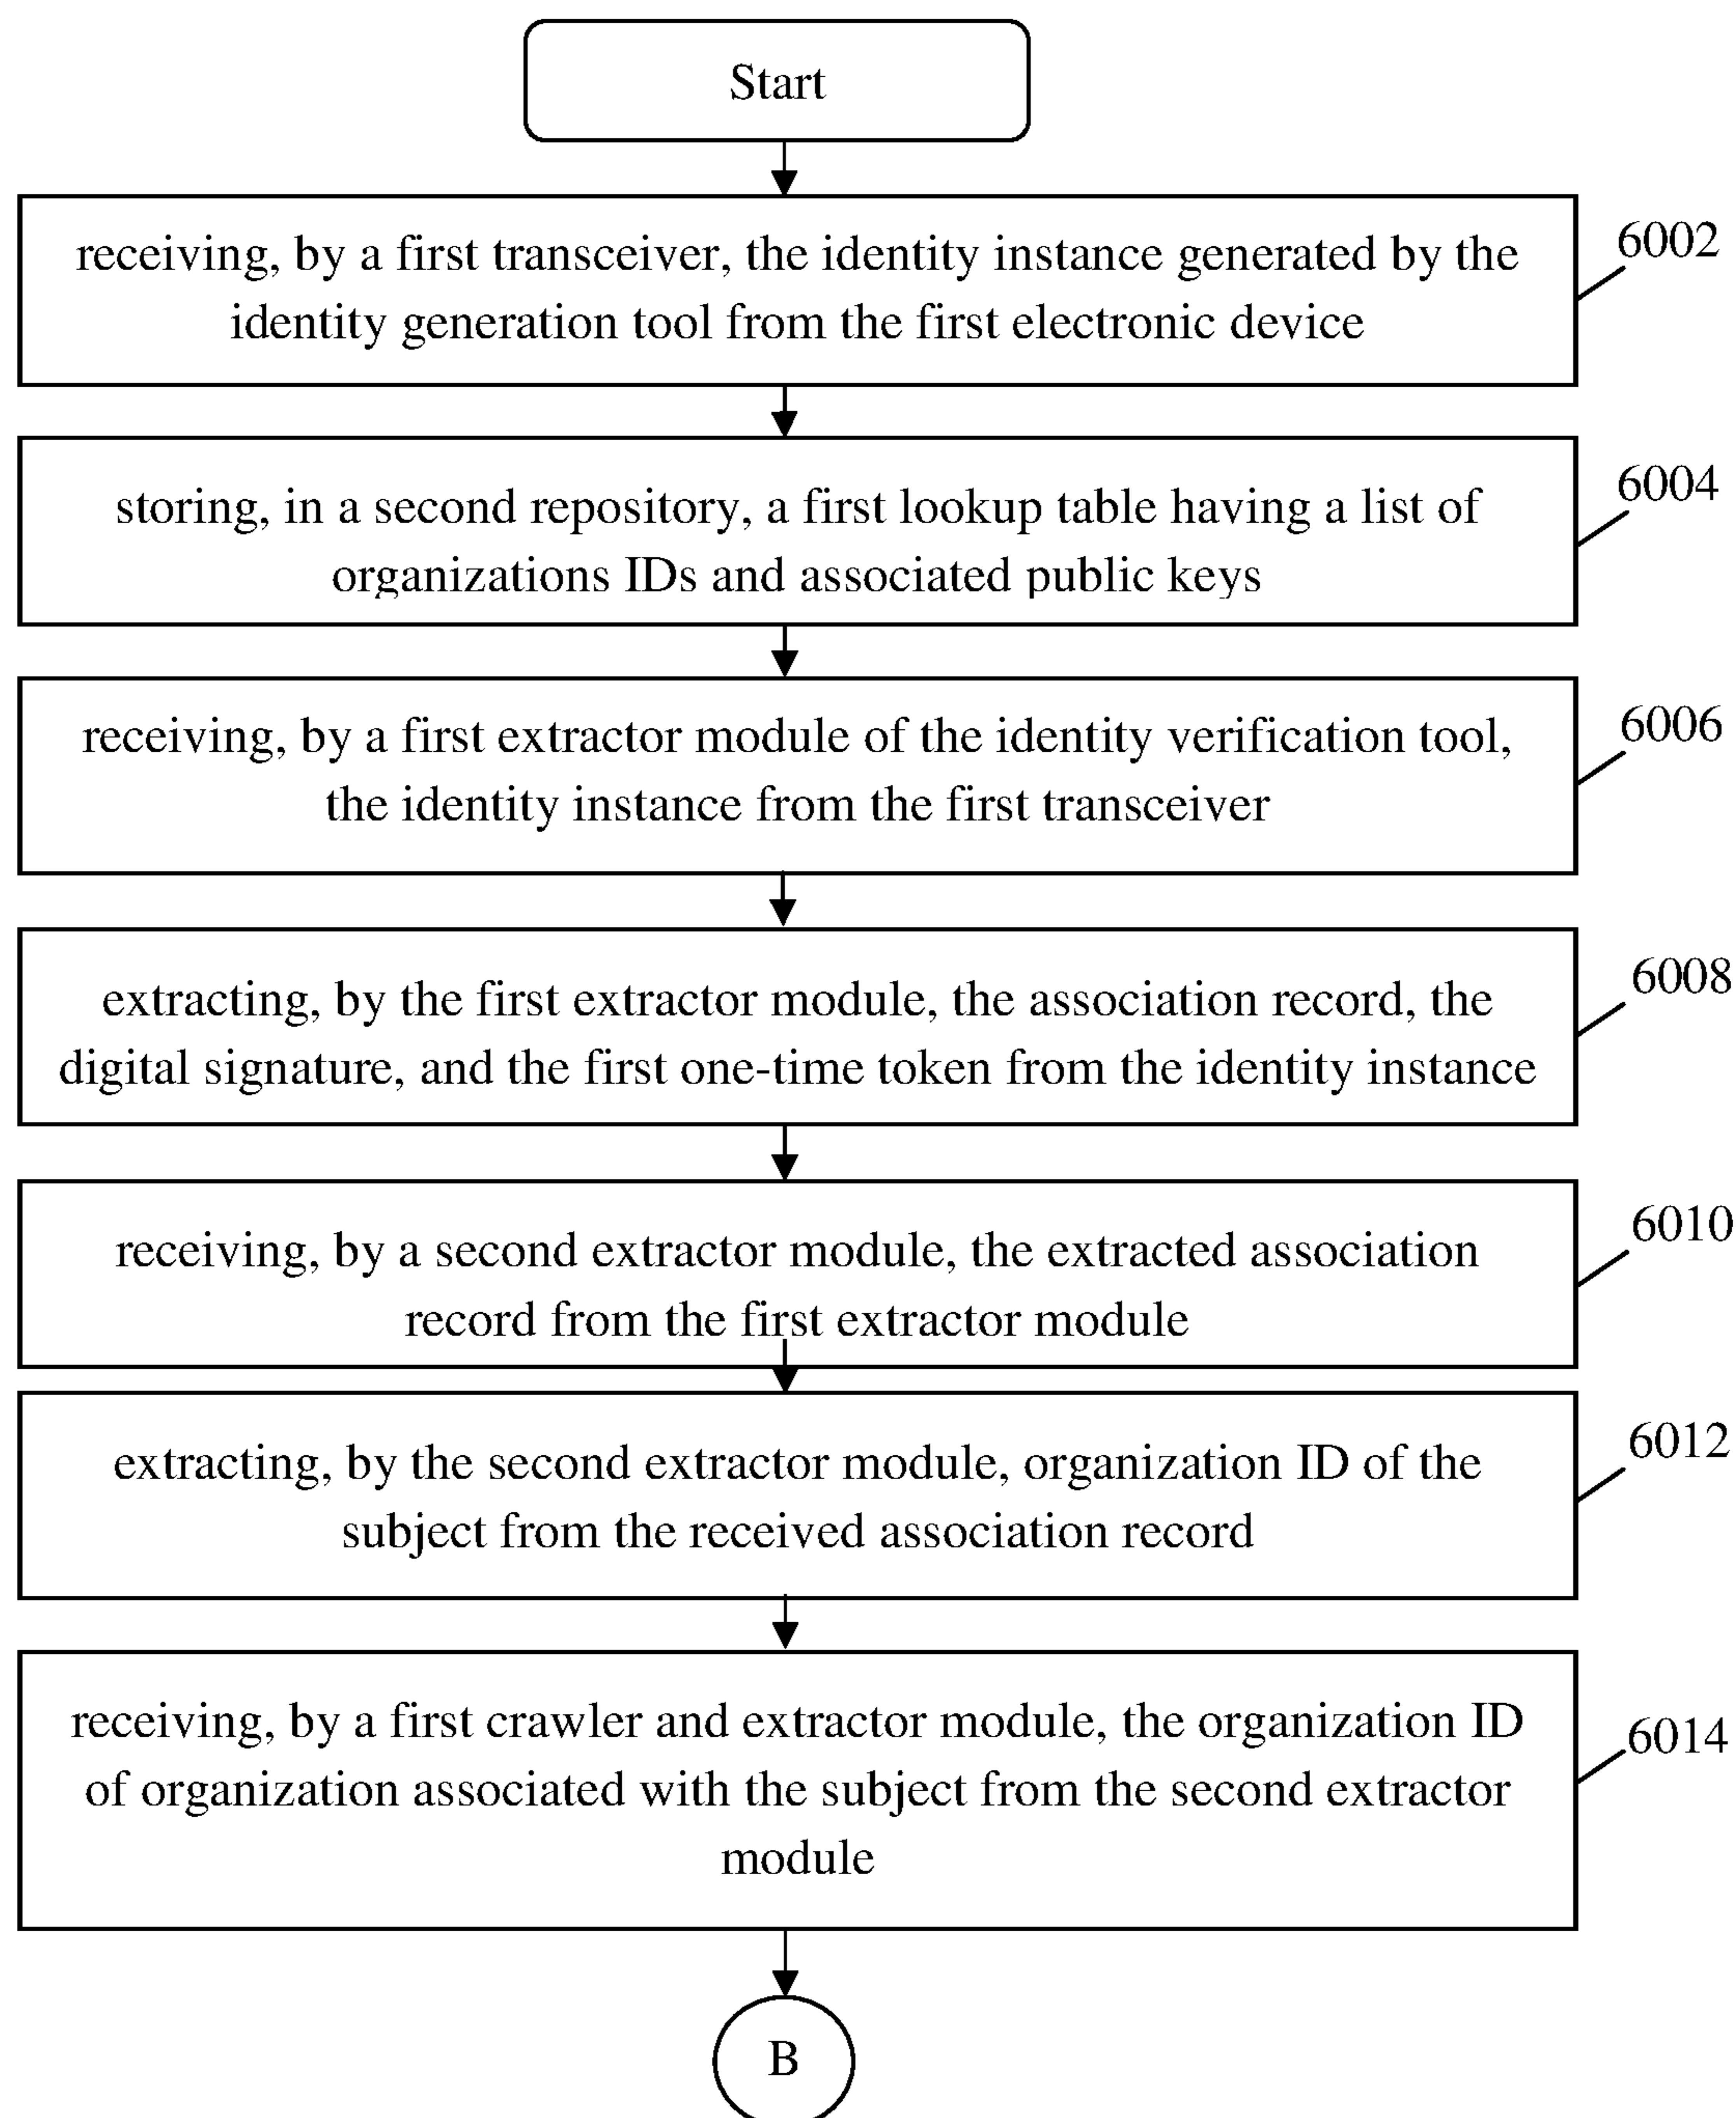 Start
receiving, by a first transceiver, the identity instance generated by the
identity generation tool from the first electronic device
6002
storing, in a second repository, a first lookup table having a list of
organizations IDs and associated public keys
6004
receiving, by a first extractor module of the identity verification tool,
the identity instance from the first transceiver
6006
extracting, by the first extractor module, the association record, the
digital signature, and the first one-time token from the identity instance
6008
receiving, by a second extractor module, the extracted association
record from the first extractor module
6010
extracting, by the second extractor module, organization ID of the
subject from the received association record
6012
receiving, by a first crawler and extractor module, the organization ID
of organization associated with the subject from the second extractor
module
6014
B